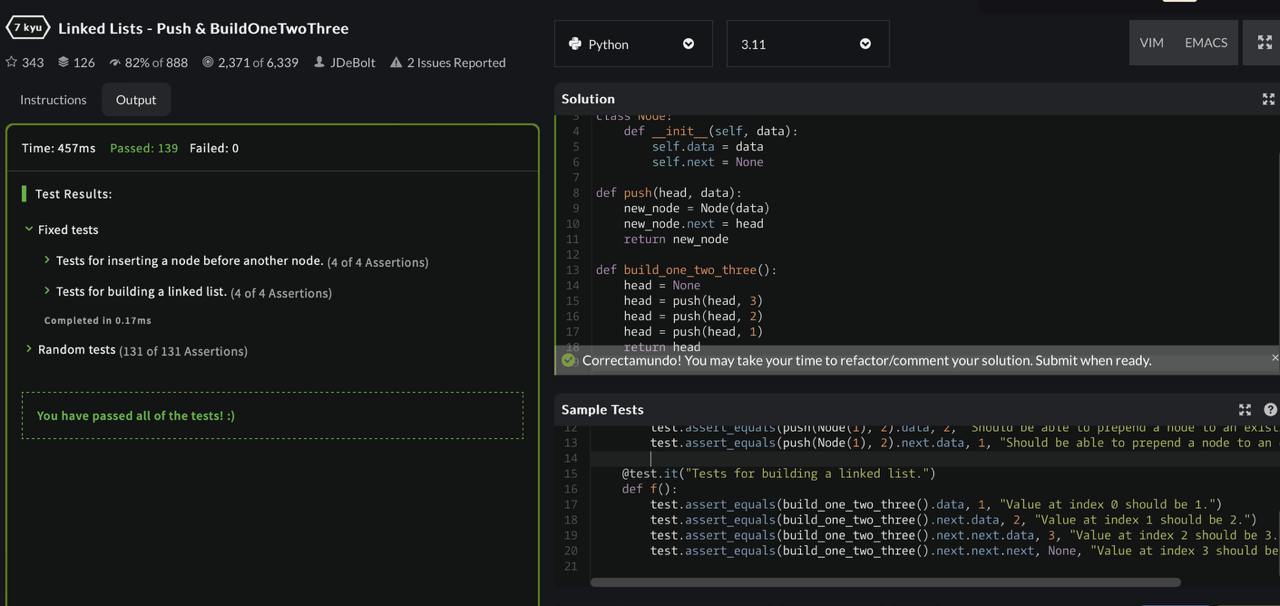 7 kyu Linked Lists - Push & BuildOneTwoThree
343 126 82% of 888 2,371 of 6,339 JDeBolt 2 Issues Reported
Instructions Output
Time: 457ms Passed: 139 Failed: 0
Test Results:
Fixed tests
Tests for inserting a node before another node. (4 of 4 Assertions)
Tests for building a linked list. (4 of 4 Assertions)
Completed in 0.17ms
Random tests (131 of 131 Assertions)
You have passed all of the tests! :)
Python 3.11 VIM EMACS
Solution
3 class Node:
4 def __init__(self, data):
5 self.data = data
6 self.next = None
7
8 def push(head, data):
9 new_node = Node(data)
10 new_node.next = head
11 return new_node
12
13 def build_one_two_three():
14 head = None
15 head = push(head, 3)
16 head = push(head, 2)
17 head = push(head, 1)
18 return head
Correctamundo! You may take your time to refactor/comment your solution. Submit when ready. ×
Sample Tests ?
12 test.assert_equals(push(Node(1), 2).data, 2, "Should be able to prepend a node to an exist
13 test.assert_equals(push(Node(1), 2).next.data, 1, "Should be able to prepend a node to an
14
15 @test.it("Tests for building a linked list.")
16 def f():
17 test.assert_equals(build_one_two_three().data, 1, "Value at index 0 should be 1.")
18 test.assert_equals(build_one_two_three().next.data, 2, "Value at index 1 should be 2.")
19 test.assert_equals(build_one_two_three().next.next.data, 3, "Value at index 2 should be 3.
20 test.assert_equals(build_one_two_three().next.next.next, None, "Value at index 3 should be
21